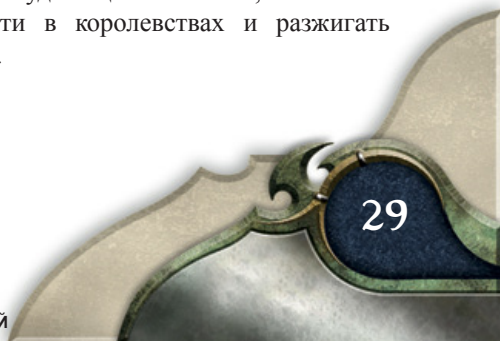 ти в королевствах и разжигать
29
й